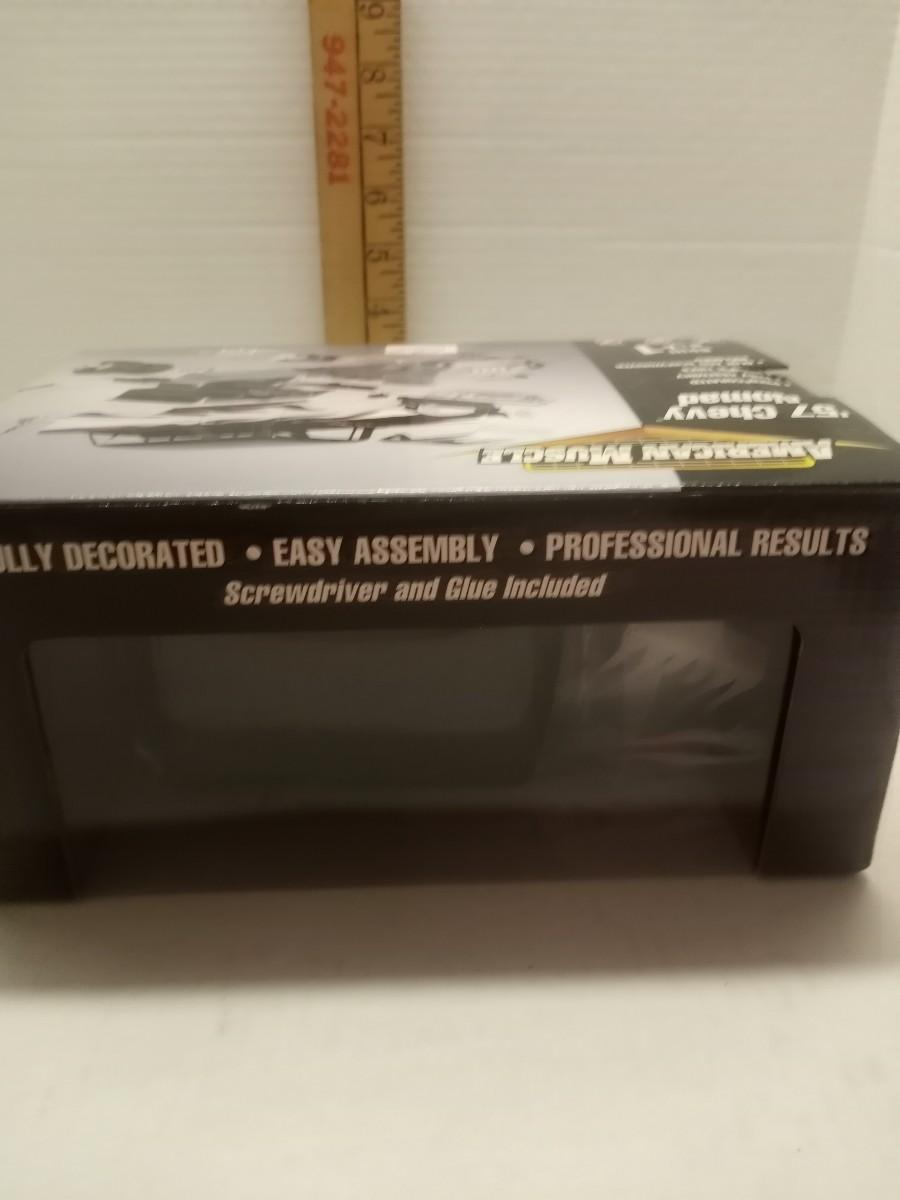 9
8
7
6
5
4
947-2281
'57 Chevy
Nomad
AMERICAN MUSCLE
ULLY DECORATED • EASY ASSEMBLY • PROFESSIONAL RESULTS
Screwdriver and Glue Included